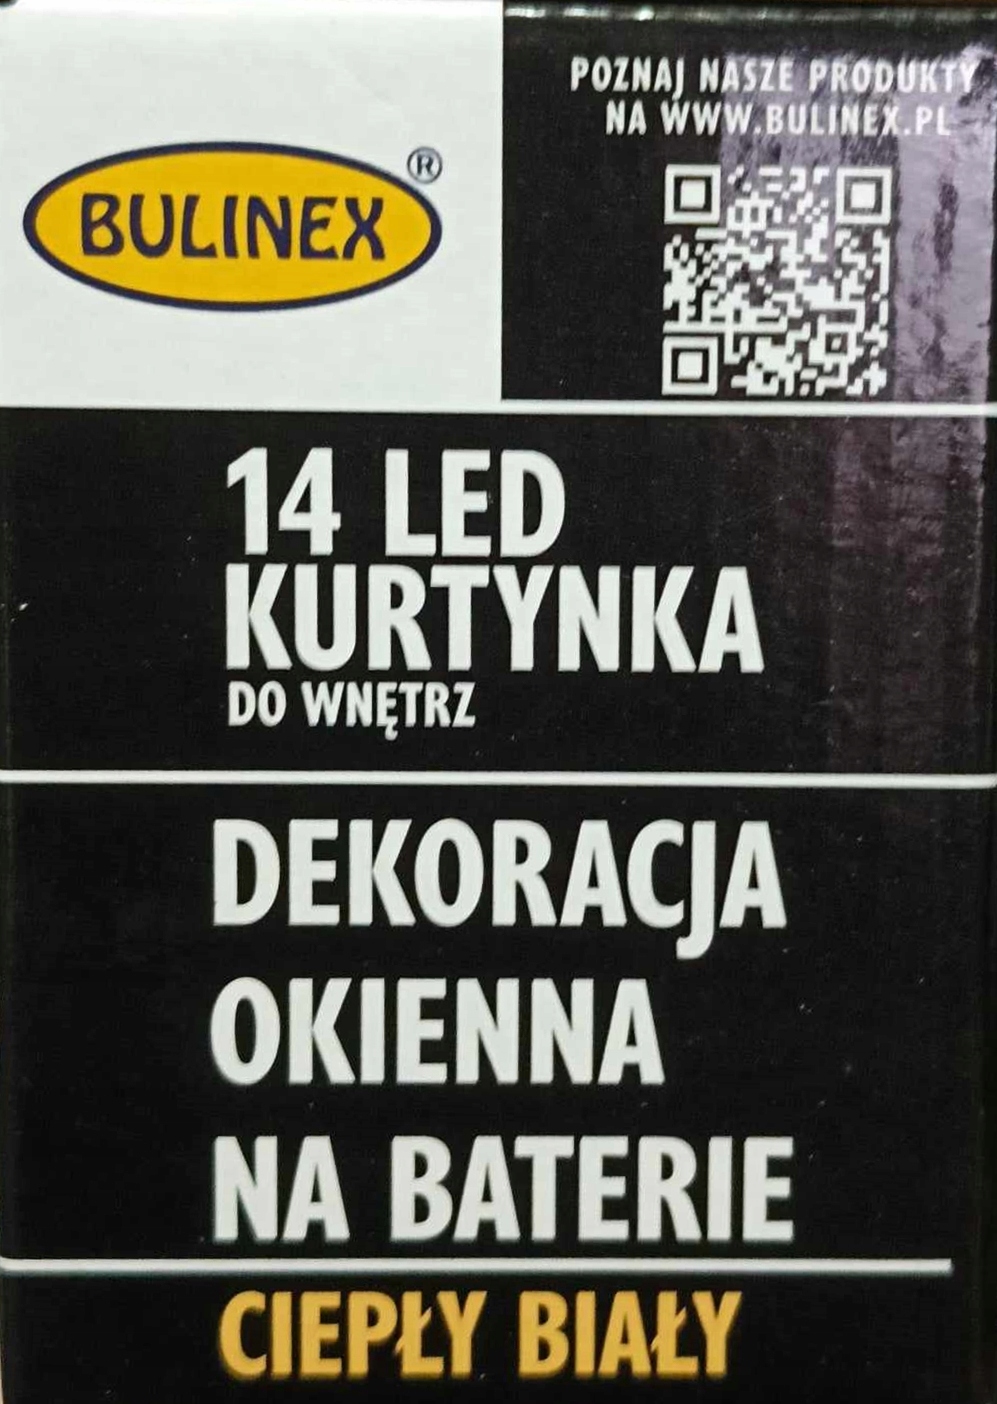 BULINEX®
POZNAJ NASZE PRODUKTY
NA WWW.BULINEX.PL
14 LED
KURTYNKA
DO WNĘTRZ
DEKORACJA
OKIENNA
NA BATERIE
CIEPŁY BIAŁY